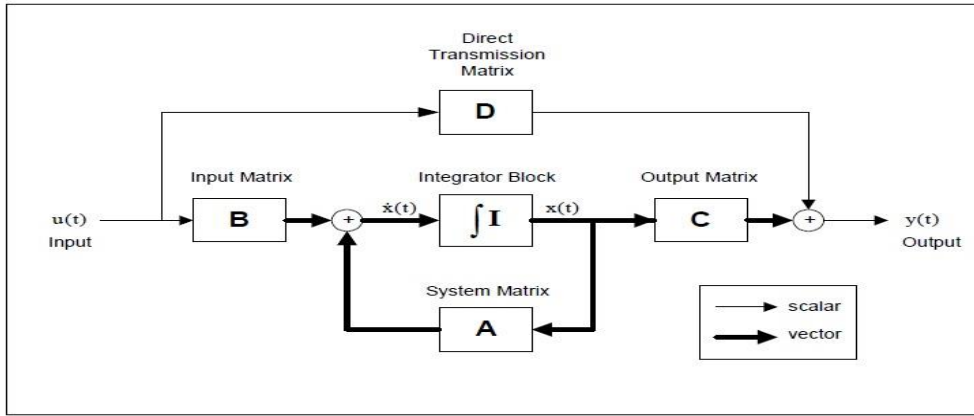 Direct
Transmission
Matrix
D
Input Matrix
Integrator Block
Output Matrix
u(t)
Input
B
+
ẋ(t)
∫I
x(t)
C
+
y(t)
Output
System Matrix
A
scalar
vector